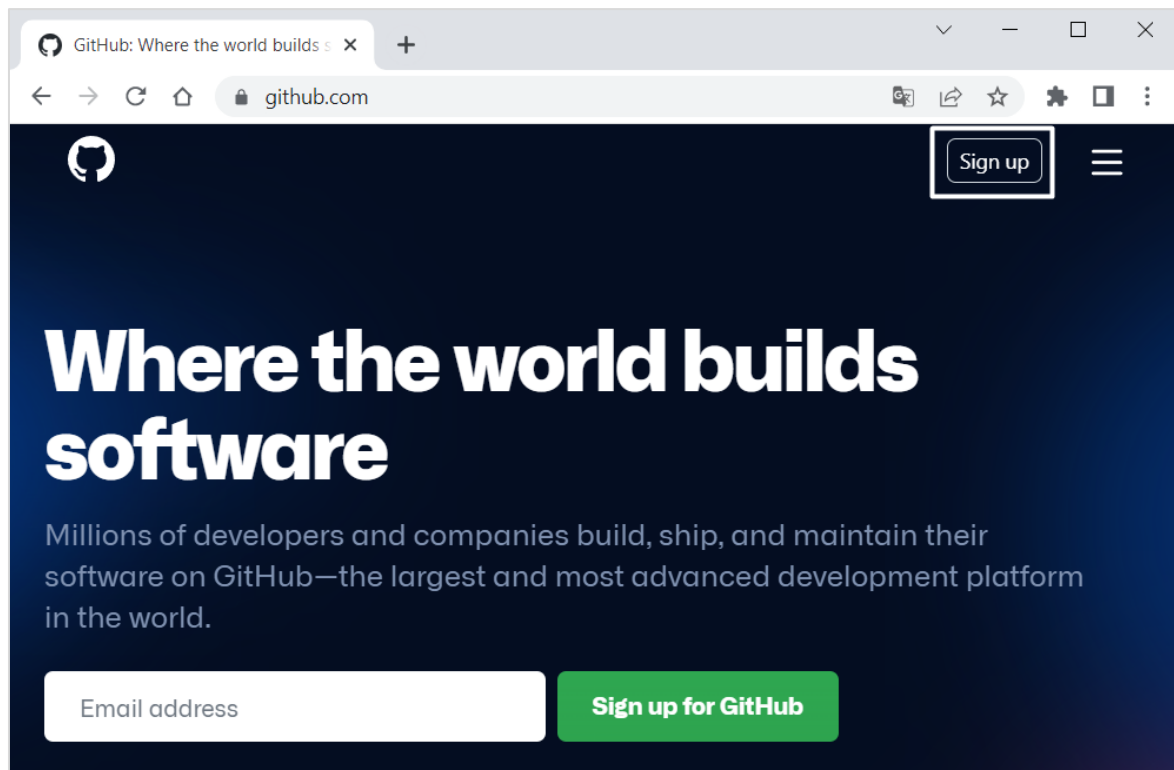 GitHub: Where the world builds s
github.com
Sign up
Where the world builds
software
Millions of developers and companies build, ship, and maintain their
software on GitHub—the largest and most advanced development platform
in the world.
Email address
Sign up for GitHub